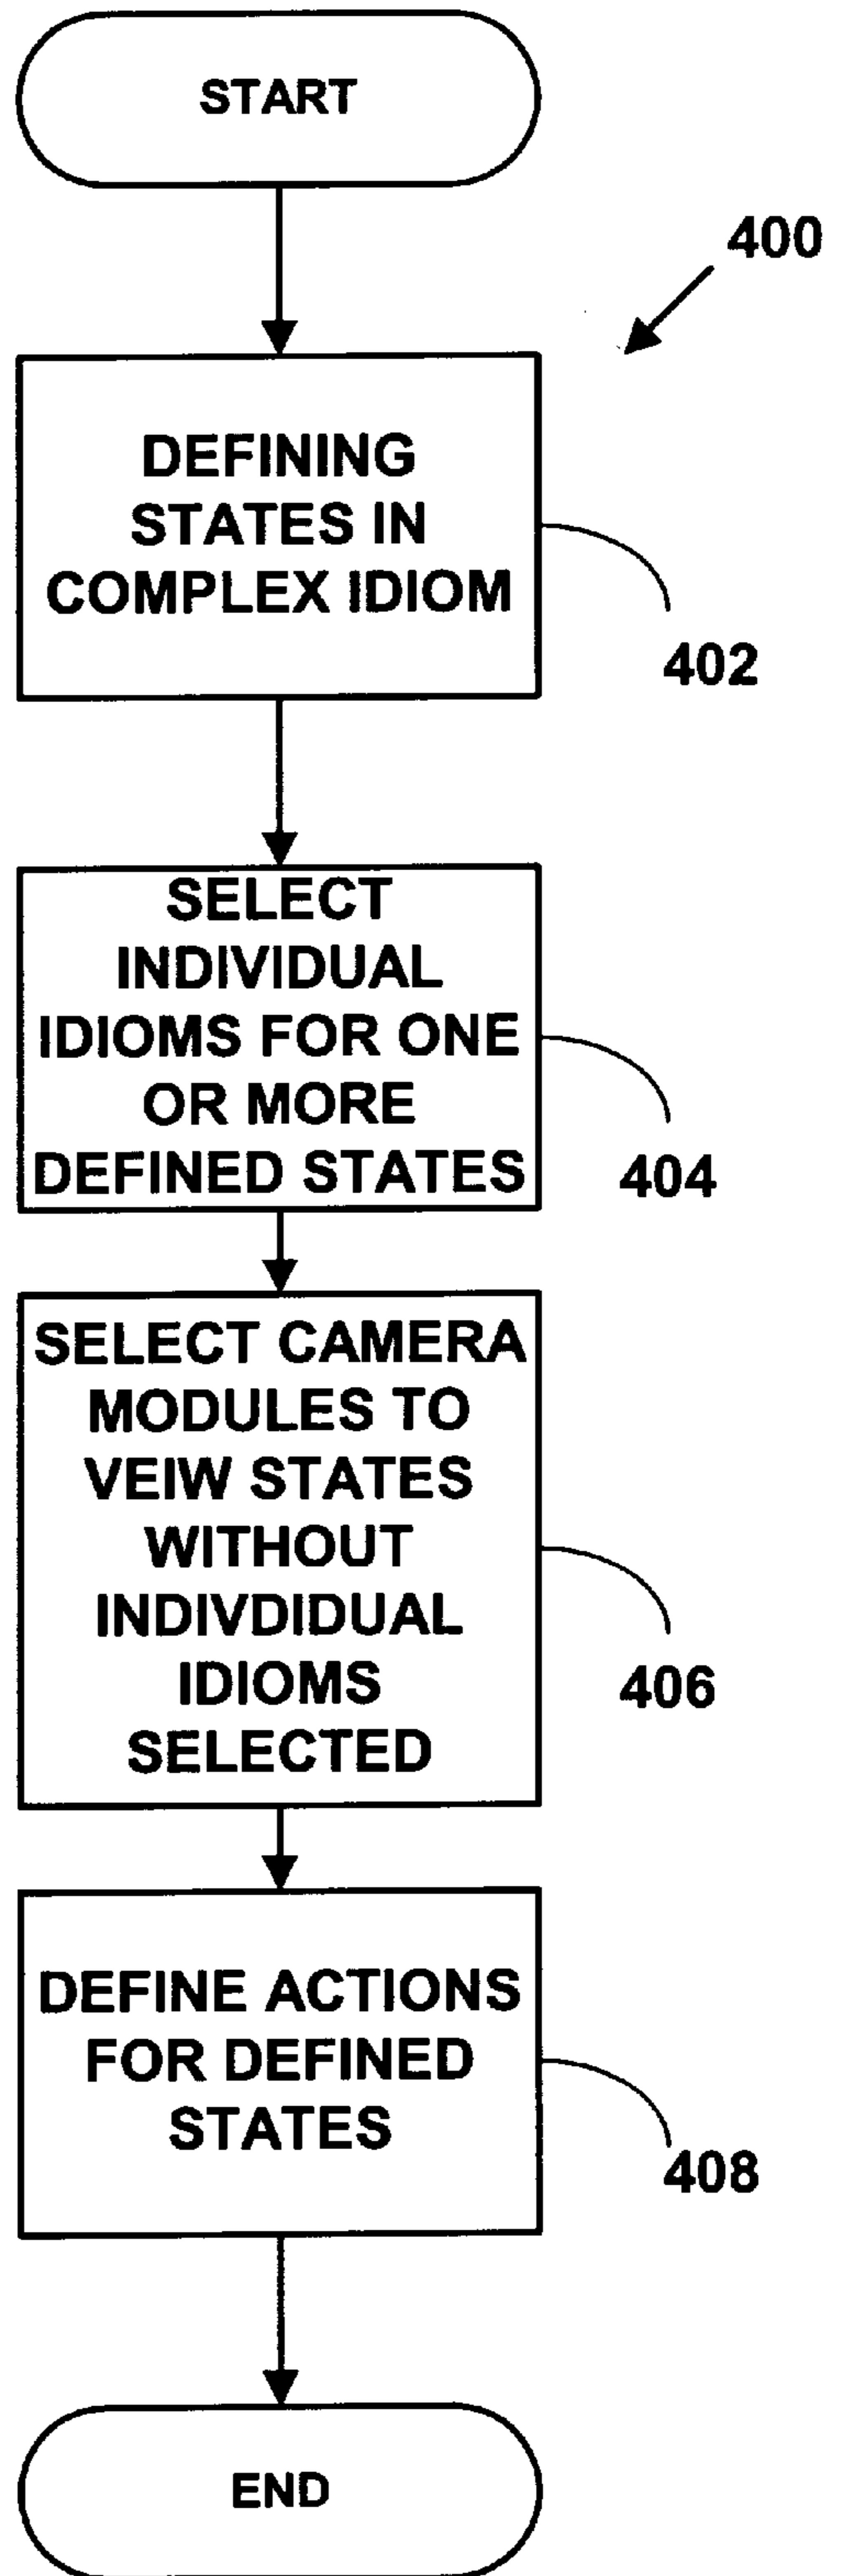 START
400
DEFINING
STATES IN
COMPLEX IDIOM
402
SELECT
INDIVIDUAL
IDIOMS FOR ONE
OR MORE
DEFINED STATES
404
SELECT CAMERA
MODULES TO
VEIW STATES
WITHOUT
INDIVDIDUAL
IDIOMS
SELECTED
406
DEFINE ACTIONS
FOR DEFINED
STATES
408
END